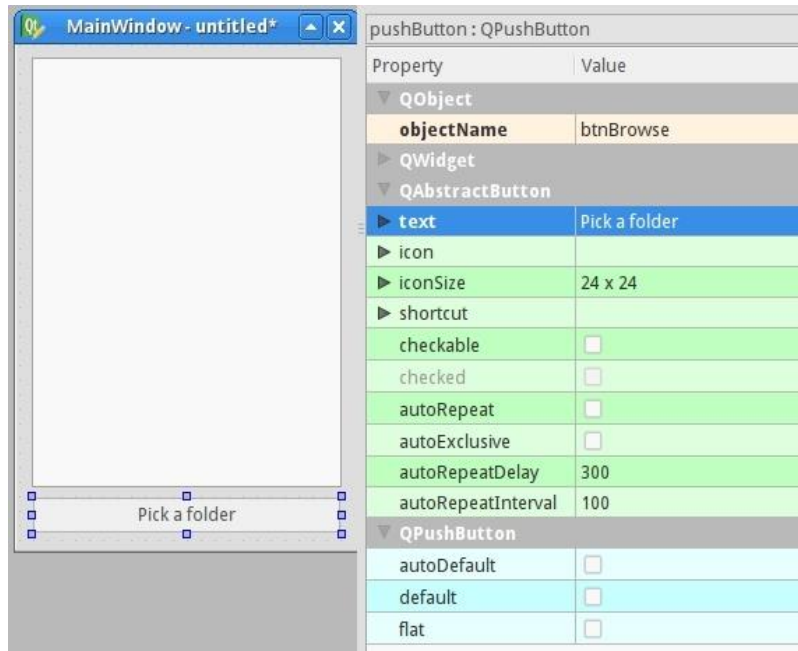 MainWindow - untitled*
Pick a folder
pushButton : QPushButton
Property Value
QObject
objectName btnBrowse
QWidget
QAbstractButton
text Pick a folder
icon
iconSize 24 x 24
shortcut
checkable
checked
autoRepeat
autoExclusive
autoRepeatDelay 300
autoRepeatInterval 100
QPushButton
autoDefault
default
flat